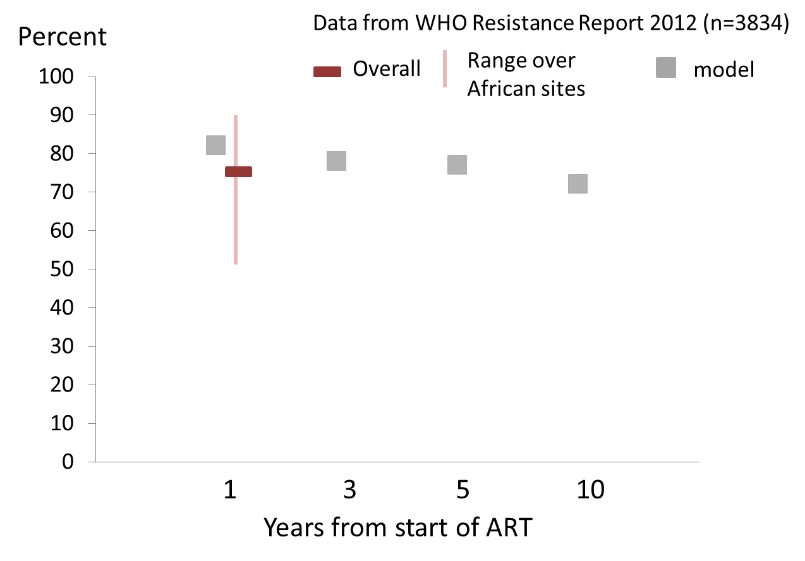 Data from WHO Resistance Report 2012 (n=3834)
Percent
Overall
Range over
African sites
model
100
90
80
70
60
50
40
30
20
10
0
1 3 5 10
Years from start of ART